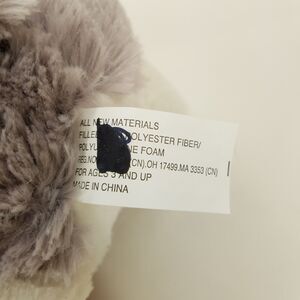 ALL NEW MATERIALS
FILLED POLYESTER FIBER/
FOAM
(CN).OH 17499.MA 3353 (CN)
FOR AGES 3 AND UP
MADE IN CHINA